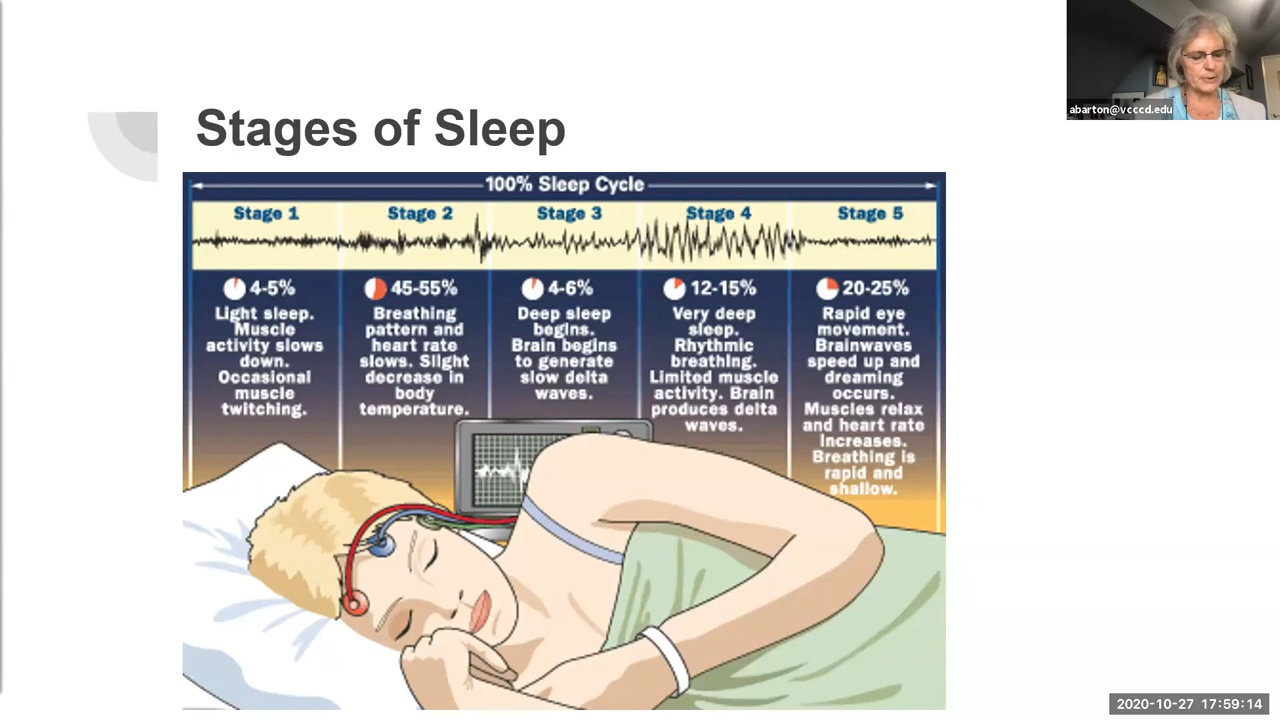 abarton@vcccd.edu
Stages of Sleep
100% Sleep Cycle
Stage 1
Stage 2
Stage 3
Stage 4
Stage 5
4-5%
Light sleep.
Muscle
activity slows
down.
Occasional
muscle
twitching.
45-55%
Breathing
pattern and
heart rate
slows. Slight
decrease in
body
temperature.
4-6%
Deep sleep
begins.
Brain begins
to generate
slow delta
waves.
12-15%
Very deep
sleep.
Rhythmic
breathing.
Limited muscle
activity. Brain
produces delta
waves.
20-25%
Rapid eye
movement.
Brainwaves
speed up and
dreaming
occurs.
Muscles relax
and heart rate
increases.
Breathing is
rapid and
shallow.
2020-10-27 17:59:14